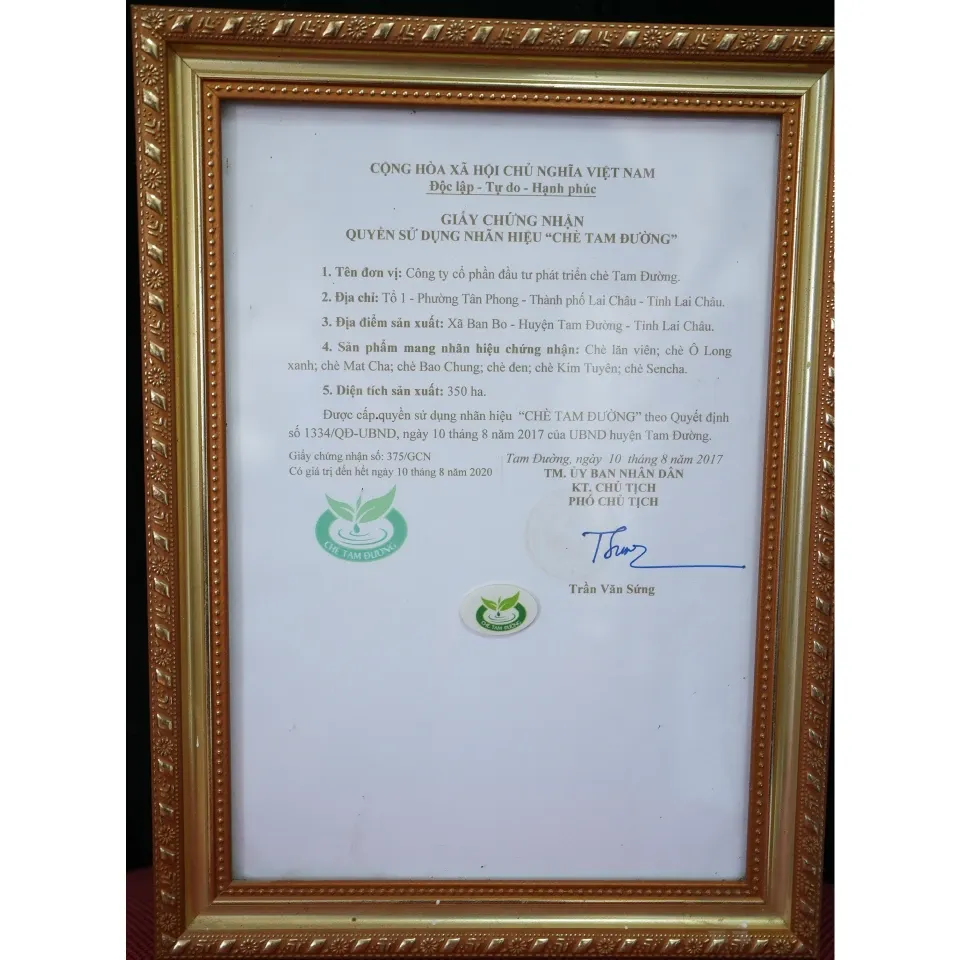 CỘNG HÒA XÃ HỘI CHỦ NGHĨA VIỆT NAM
Độc lập - Tự do - Hạnh phúc
GIẤY CHỨNG NHẬN
QUYỀN SỬ DỤNG NHÃN HIỆU “CHÈ TAM ĐƯỜNG”
1. Tên đơn vị: Công ty cổ phần đầu tư phát triển chè Tam Đường.
2. Địa chỉ: Tổ 1 - Phường Tân Phong - Thành phố Lai Châu - Tỉnh Lai Châu.
3. Địa điểm sản xuất: Xã Ban Bo - Huyện Tam Đường - Tỉnh Lai Châu.
4. Sản phẩm mang nhãn hiệu chứng nhận: Chè lăn viên; chè Ô Long
xanh; chè Mat Cha; chè Bao Chung; chè đen; chè Kim Tuyên; chè Sencha.
5. Diện tích sản xuất: 350 ha.
Được cấp.quyền sử dụng nhãn hiệu “CHÈ TAM ĐƯỜNG” theo Quyết định
số 1334/QĐ-UBND, ngày 10 tháng 8 năm 2017 của UBND huyện Tam Đường.
Giấy chứng nhận số: 375/GCN
Có giá trị đến hết ngày 10 tháng 8 năm 2020
Tam Đường, ngày 10 tháng 8 năm 2017
TM. ỦY BAN NHÂN DÂN
KT. CHỦ TỊCH
PHÓ CHỦ TỊCH
CHÈ TAM ĐƯỜNG
Trần Văn Sứng
CHÈ TAM ĐƯỜNG